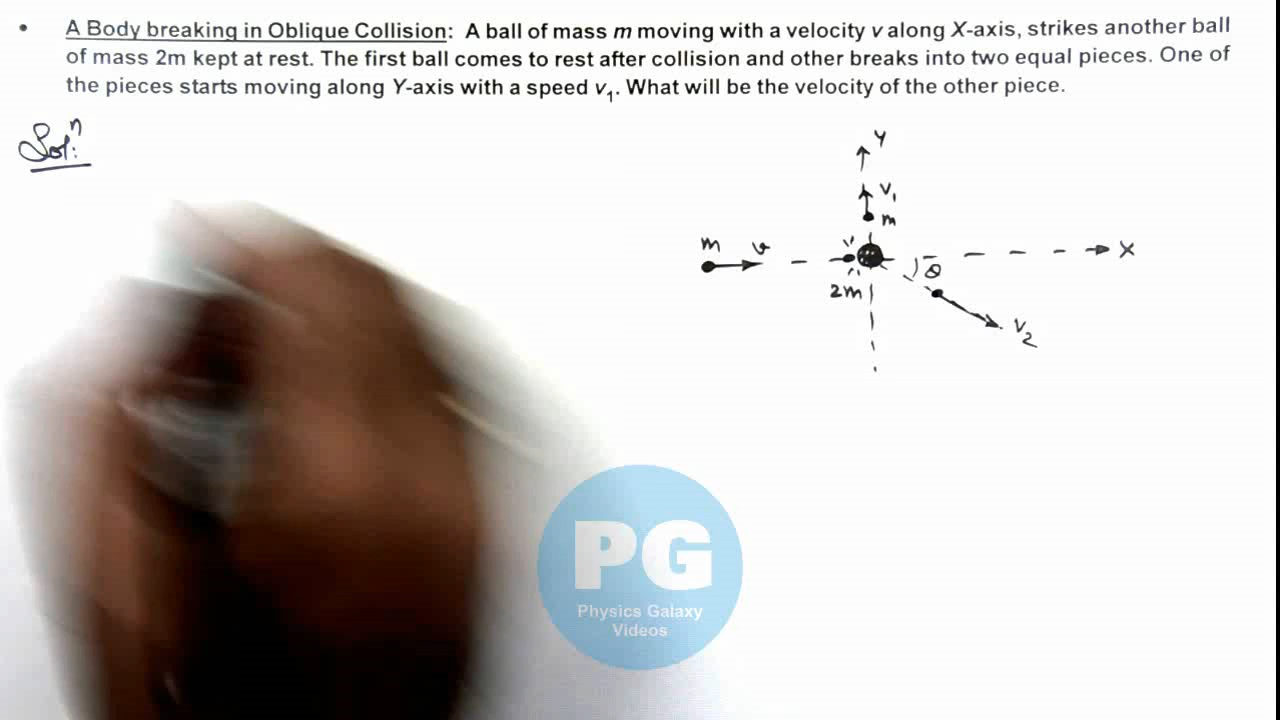 • A Body breaking in Oblique Collision: A ball of mass m moving with a velocity v along X-axis, strikes another ball
of mass 2m kept at rest. The first ball comes to rest after collision and other breaks into two equal pieces. One of
the pieces starts moving along Y-axis with a speed v₁. What will be the velocity of the other piece.
Solⁿ:
Y
v₁
m
m v
X
θ
2m
v₂
PG
Physics Galaxy
Videos